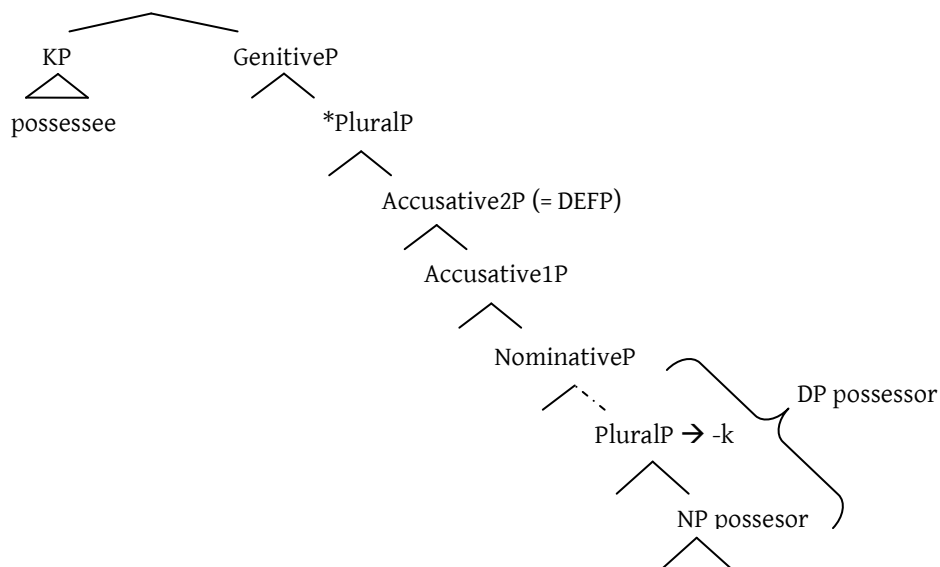 KP GenitiveP
possessee *PluralP
Accusative2P (= DEFP)
Accusative1P
NominativeP
DP possessor
PluralP → -k
NP possesor